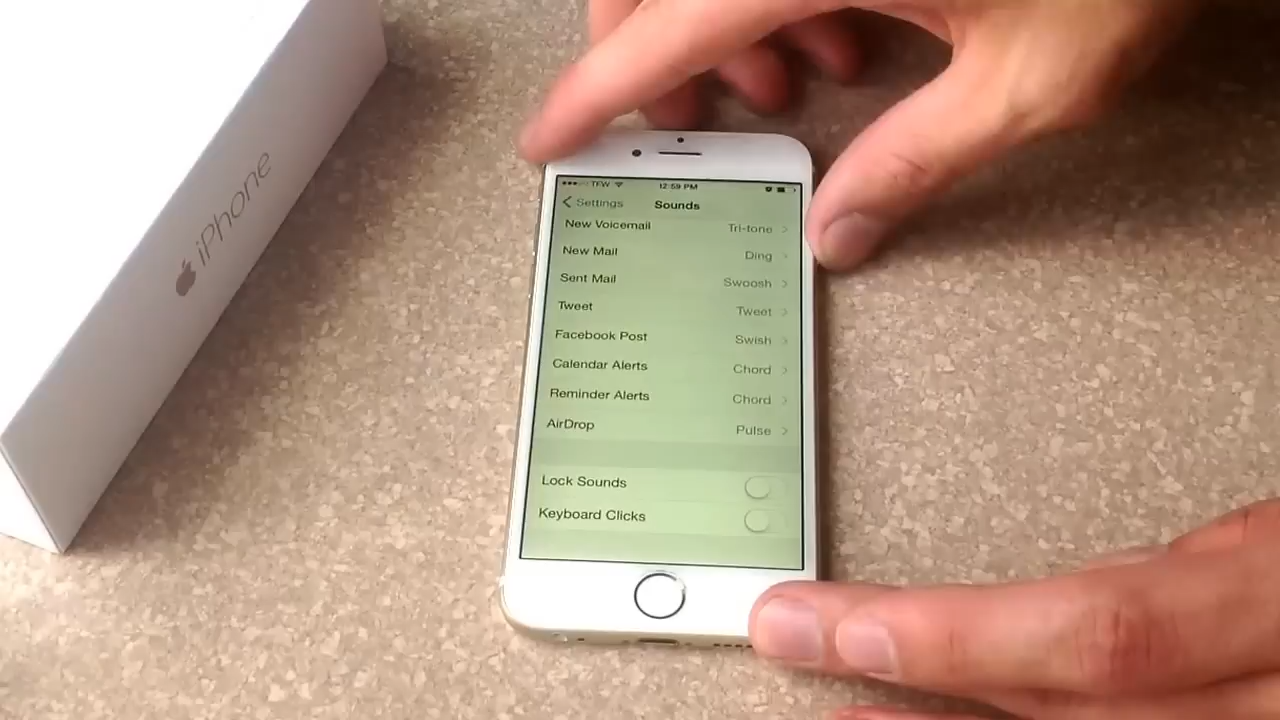 iPhone
TFW 12:59 PM
Settings Sounds
New Voicemail Tri-tone
New Mail Ding
Sent Mail Swoosh
Tweet Tweet
Facebook Post Swish
Calendar Alerts Chord
Reminder Alerts Chord
AirDrop Pulse
Lock Sounds
Keyboard Clicks